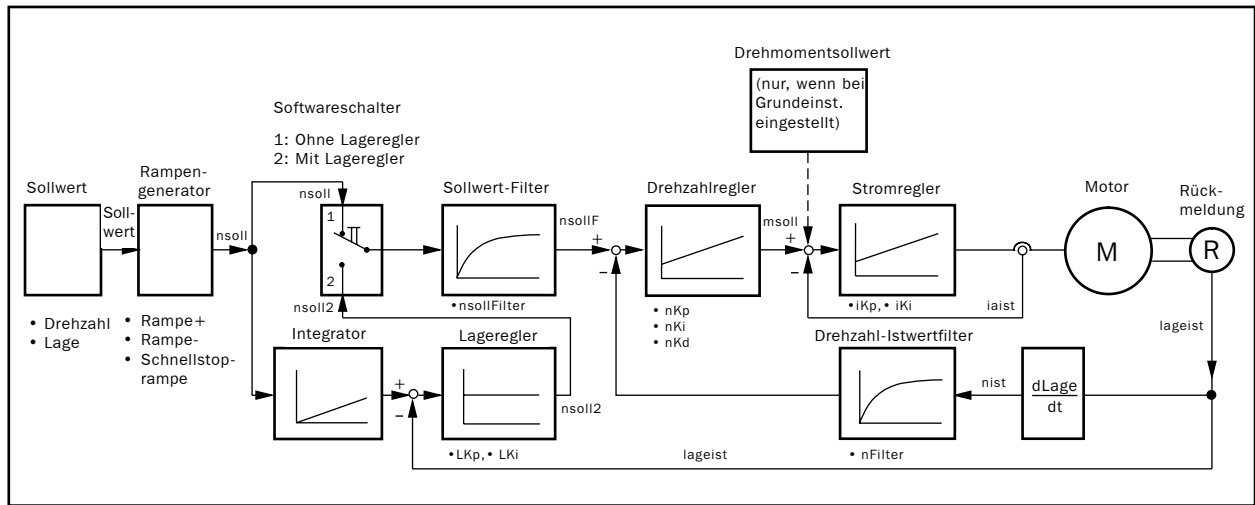 Drehmomentsollwert
(nur, wenn bei
Grundeinst.
eingestellt)
Softwareschalter
1: Ohne Lageregler
2: Mit Lageregler
Sollwert
Soll-
wert
Rampen-
generator
nsoll
nsoll
1
2
nsoll2
Sollwert-Filter
nsollF
+
–
Drehzahlregler
msoll
+
–
Stromregler
Motor
M
Rück-
meldung
R
• Drehzahl
• Lage
• Rampe+
• Rampe-
• Schnellstop-
rampe
•nsollFilter
• nKp
• nKi
• nKd
•iKp, • iKi
iaist
lageist
Integrator
+
–
Lageregler
nsoll2
Drehzahl-Istwertfilter
nist
dLage
dt
•LKp, • LKi
lageist
• nFilter